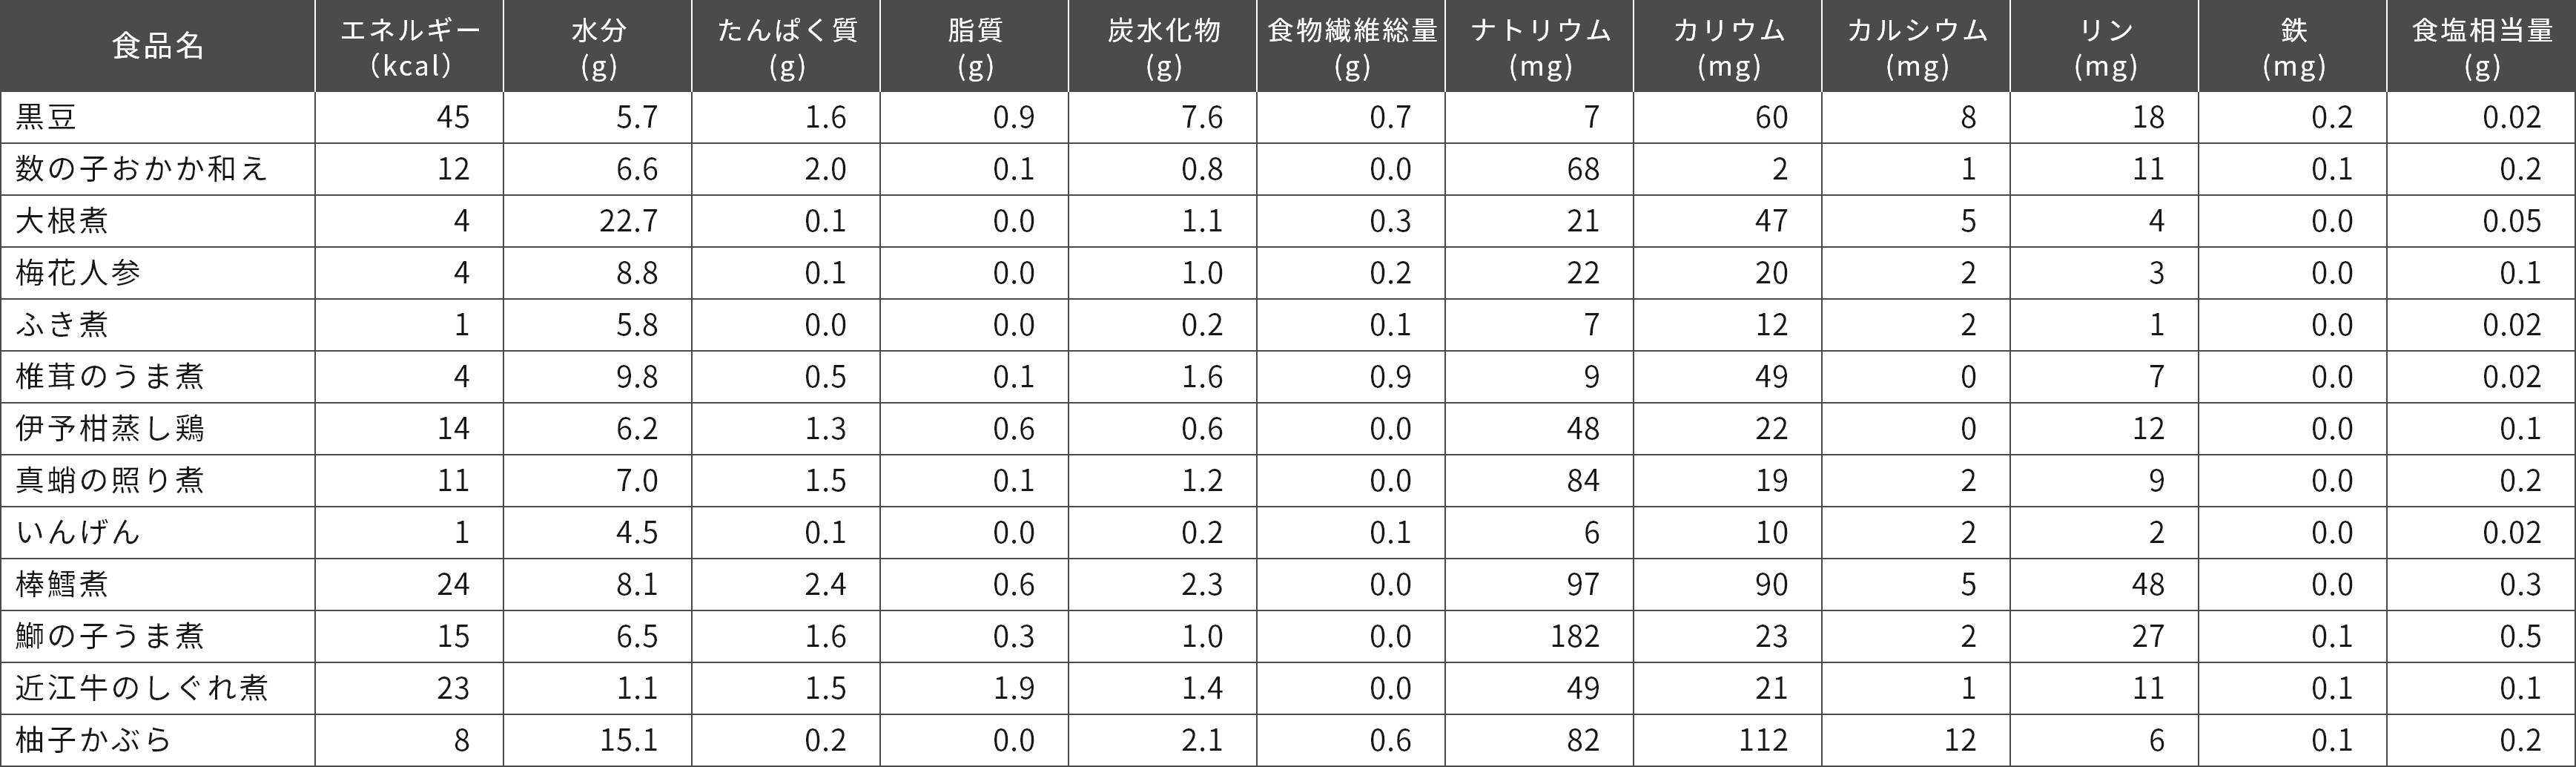 食品名 エネルギー（kcal） 水分(g) たんぱく質(g) 脂質(g) 炭水化物(g) 食物繊維総量(g) ナトリウム(mg) カリウム(mg) カルシウム(mg) リン(mg) 鉄(mg) 食塩相当量(g)
黒豆 45 5.7 1.6 0.9 7.6 0.7 7 60 8 18 0.2 0.02
数の子おかか和え 12 6.6 2.0 0.1 0.8 0.0 68 2 1 11 0.1 0.2
大根煮 4 22.7 0.1 0.0 1.1 0.3 21 47 5 4 0.0 0.05
梅花人参 4 8.8 0.1 0.0 1.0 0.2 22 20 2 3 0.0 0.1
ふき煮 1 5.8 0.0 0.0 0.2 0.1 7 12 2 1 0.0 0.02
椎茸のうま煮 4 9.8 0.5 0.1 1.6 0.9 9 49 0 7 0.0 0.02
伊予柑蒸し鶏 14 6.2 1.3 0.6 0.6 0.0 48 22 0 12 0.0 0.1
真蛸の照り煮 11 7.0 1.5 0.1 1.2 0.0 84 19 2 9 0.0 0.2
いんげん 1 4.5 0.1 0.0 0.2 0.1 6 10 2 2 0.0 0.02
棒鱈煮 24 8.1 2.4 0.6 2.3 0.0 97 90 5 48 0.0 0.3
鰤の子うま煮 15 6.5 1.6 0.3 1.0 0.0 182 23 2 27 0.1 0.5
近江牛のしぐれ煮 23 1.1 1.5 1.9 1.4 0.0 49 21 1 11 0.1 0.1
柚子かぶら 8 15.1 0.2 0.0 2.1 0.6 82 112 12 6 0.1 0.2